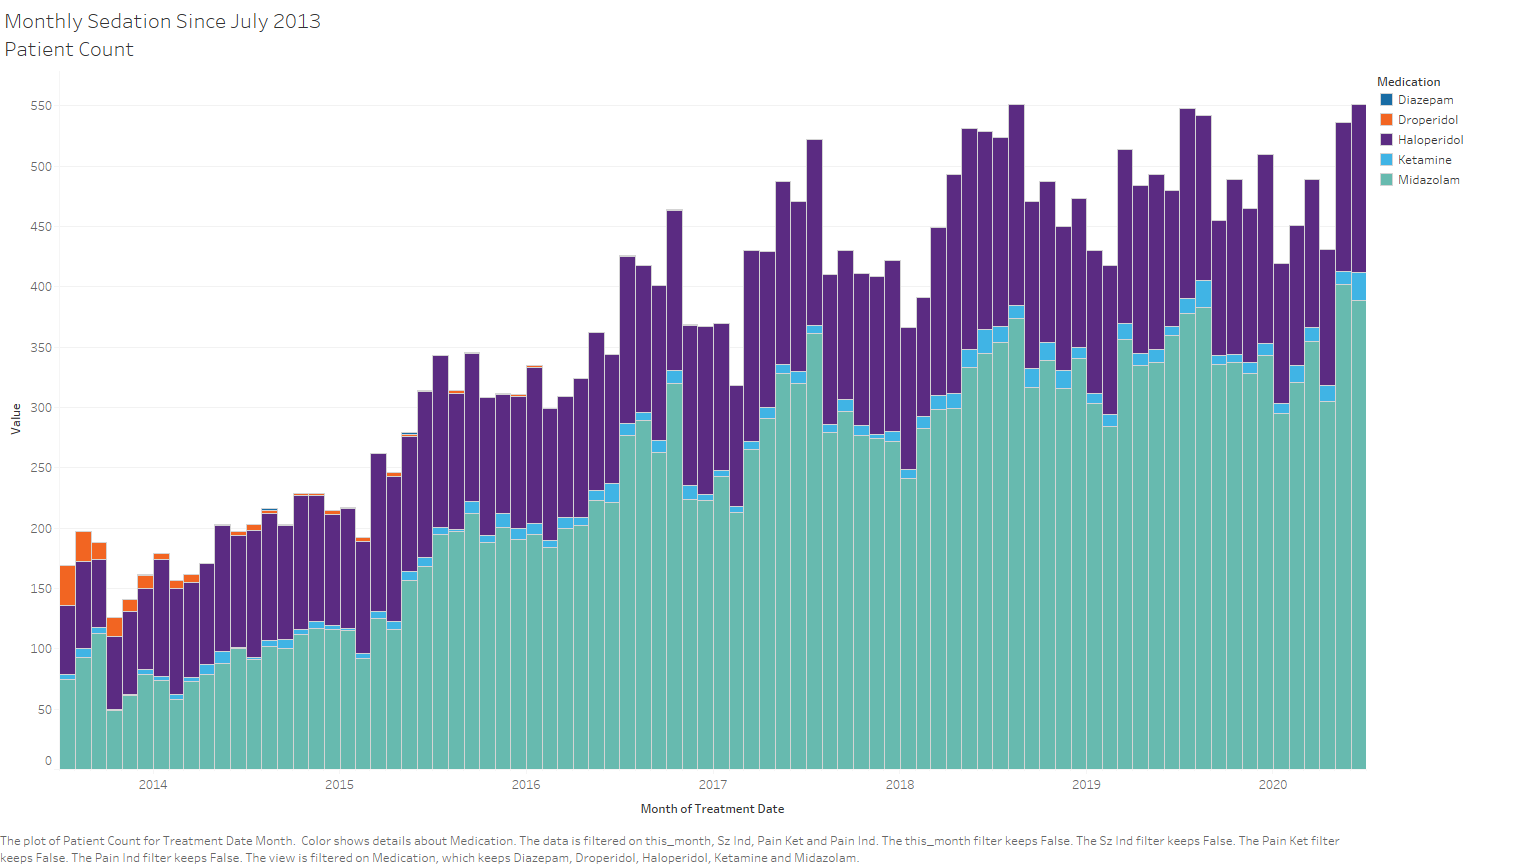 Monthly Sedation Since July 2013
Patient Count
Medication
Diazepam
Droperidol
Haloperidol
Ketamine
Midazolam
550
500
450
400
350
300
250
200
150
100
50
0
Value
2014
2015
2016
2017
2018
2019
2020
Month of Treatment Date
The plot of Patient Count for Treatment Date Month. Color shows details about Medication. The data is filtered on this_month, Sz Ind, Pain Ket and Pain Ind. The this_month filter keeps False. The Sz Ind filter keeps False. The Pain Ket filter
keeps False. The Pain Ind filter keeps False. The view is filtered on Medication, which keeps Diazepam, Droperidol, Haloperidol, Ketamine and Midazolam.